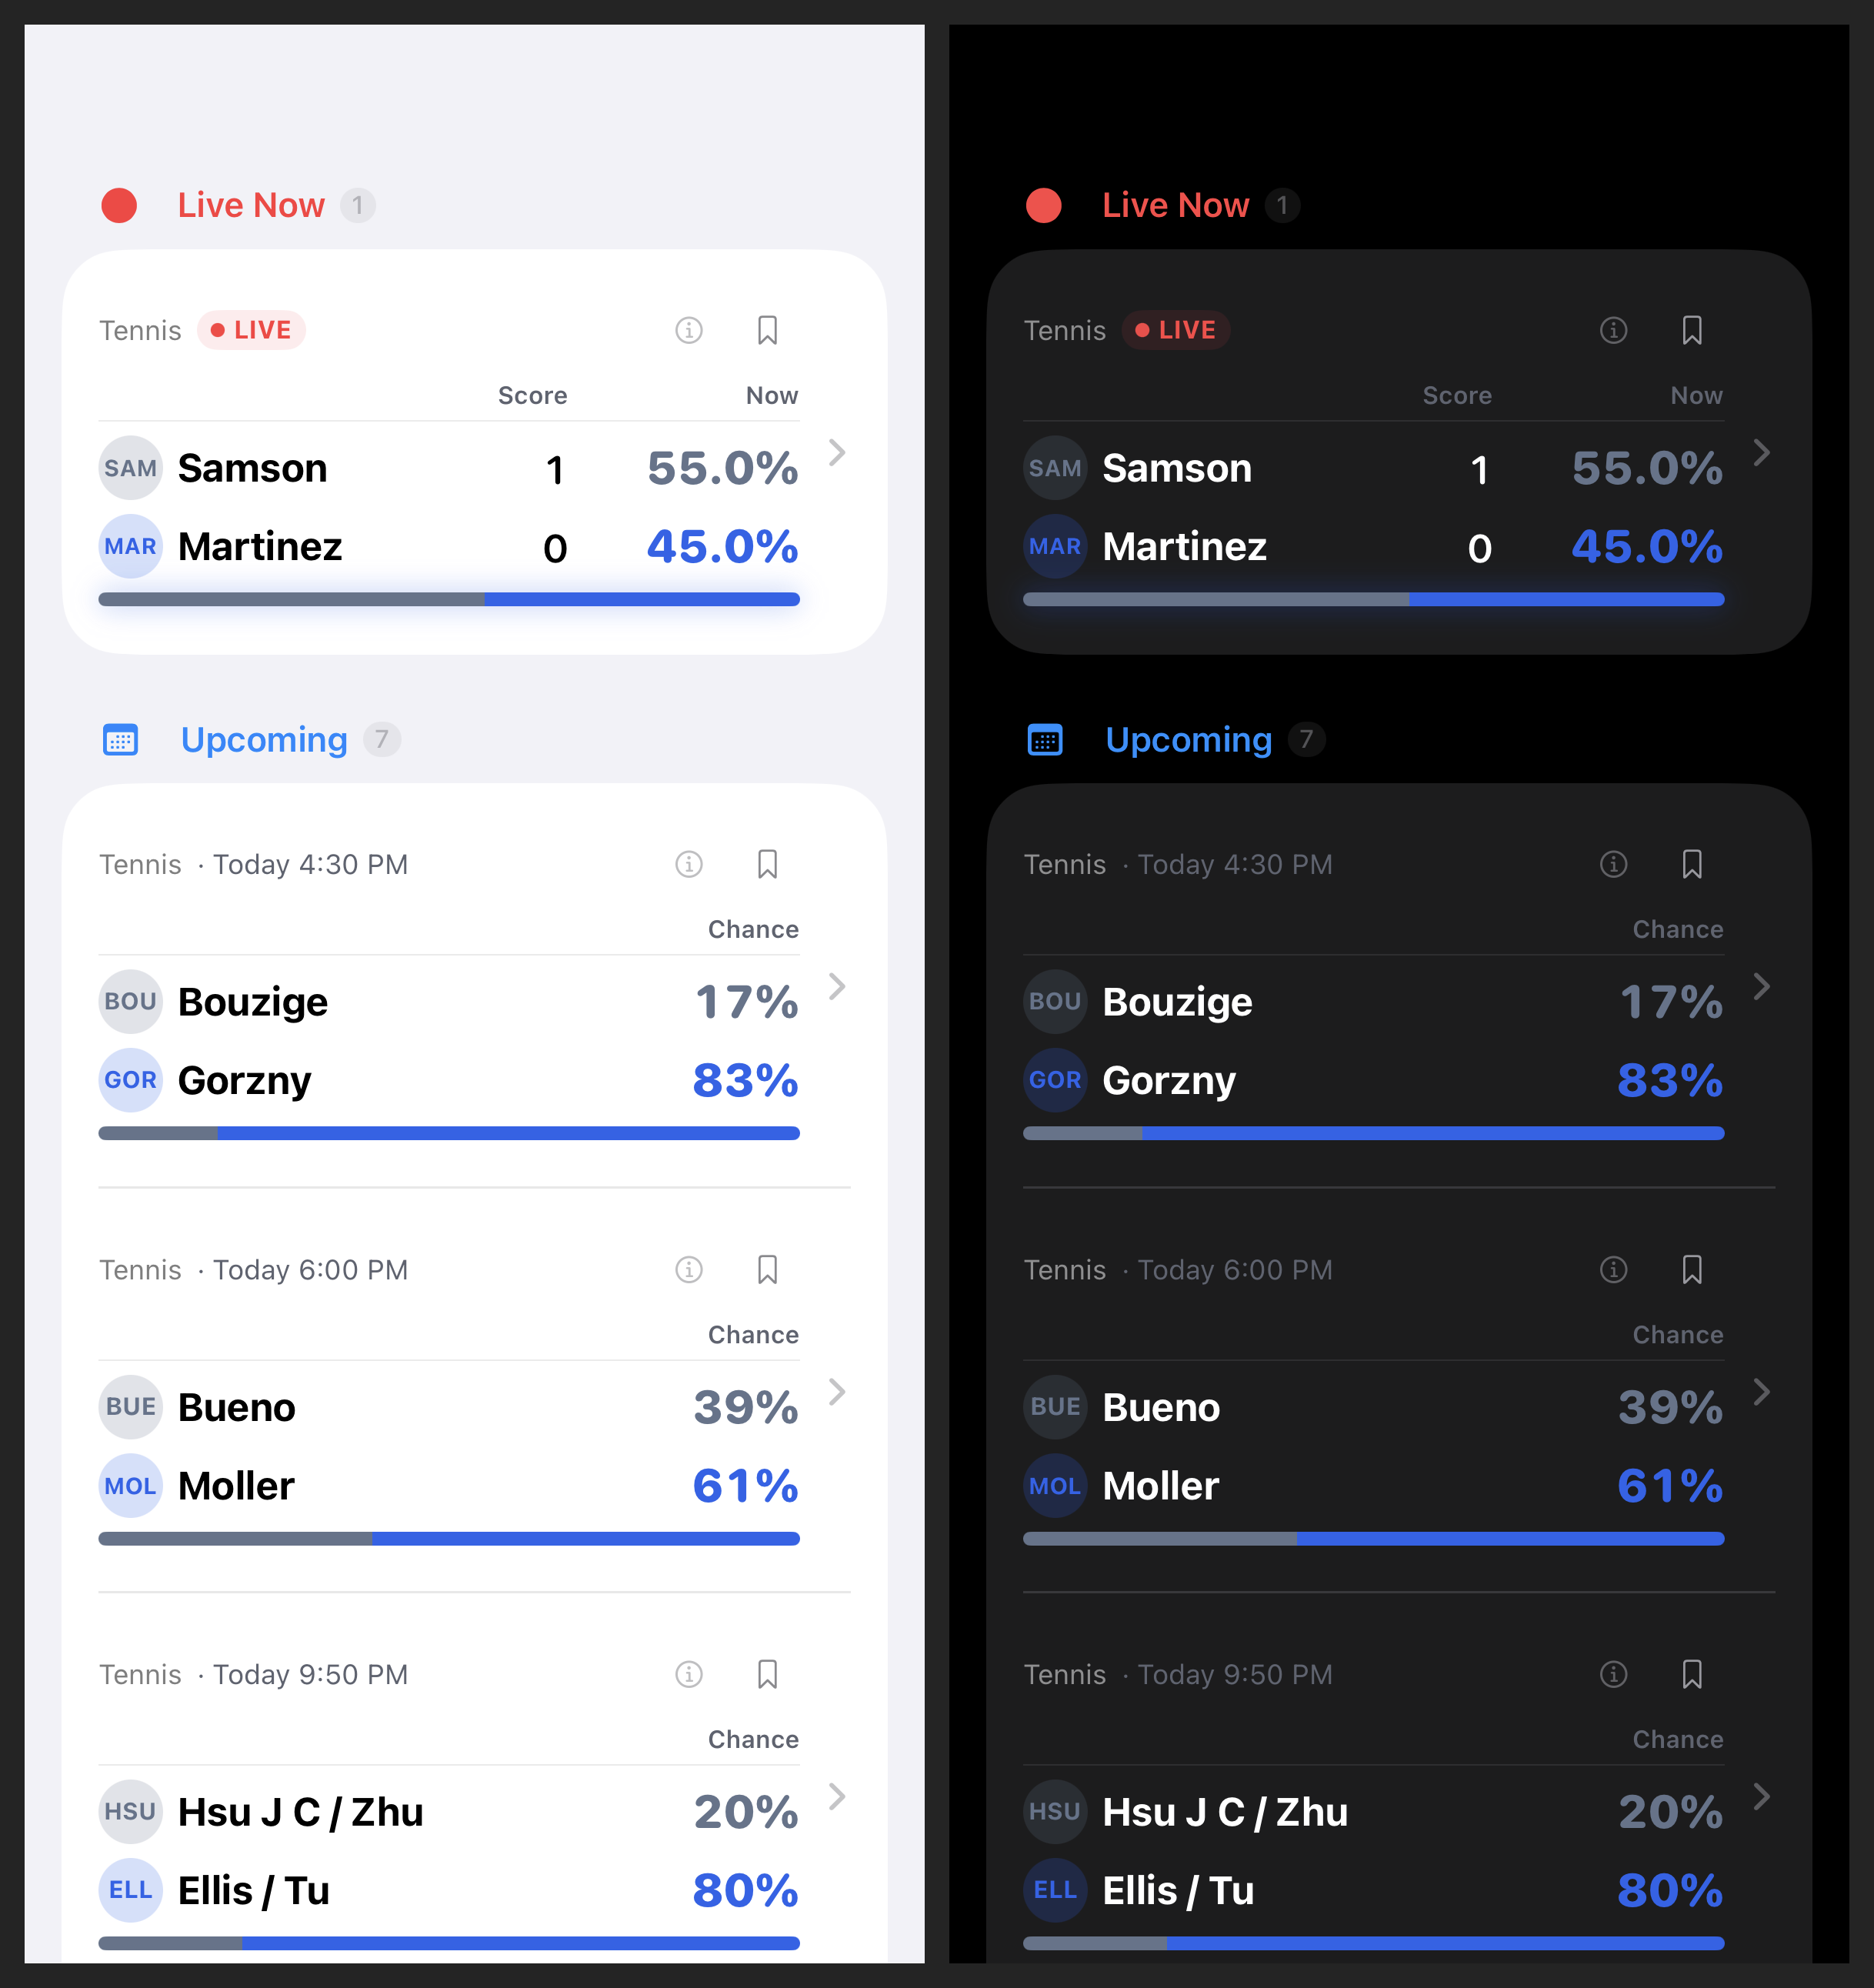 Live Now 1
Tennis LIVE
Score Now
SAM Samson 1 55.0%
MAR Martinez 0 45.0%
Upcoming 7
Tennis · Today 4:30 PM
Chance
BOU Bouzige 17%
GOR Gorzny 83%
Tennis · Today 6:00 PM
Chance
BUE Bueno 39%
MOL Moller 61%
Tennis · Today 9:50 PM
Chance
HSU Hsu J C / Zhu 20%
ELL Ellis / Tu 80%
Live Now 1
Tennis LIVE
Score Now
SAM Samson 1 55.0%
MAR Martinez 0 45.0%
Upcoming 7
Tennis · Today 4:30 PM
Chance
BOU Bouzige 17%
GOR Gorzny 83%
Tennis · Today 6:00 PM
Chance
BUE Bueno 39%
MOL Moller 61%
Tennis · Today 9:50 PM
Chance
HSU Hsu J C / Zhu 20%
ELL Ellis / Tu 80%